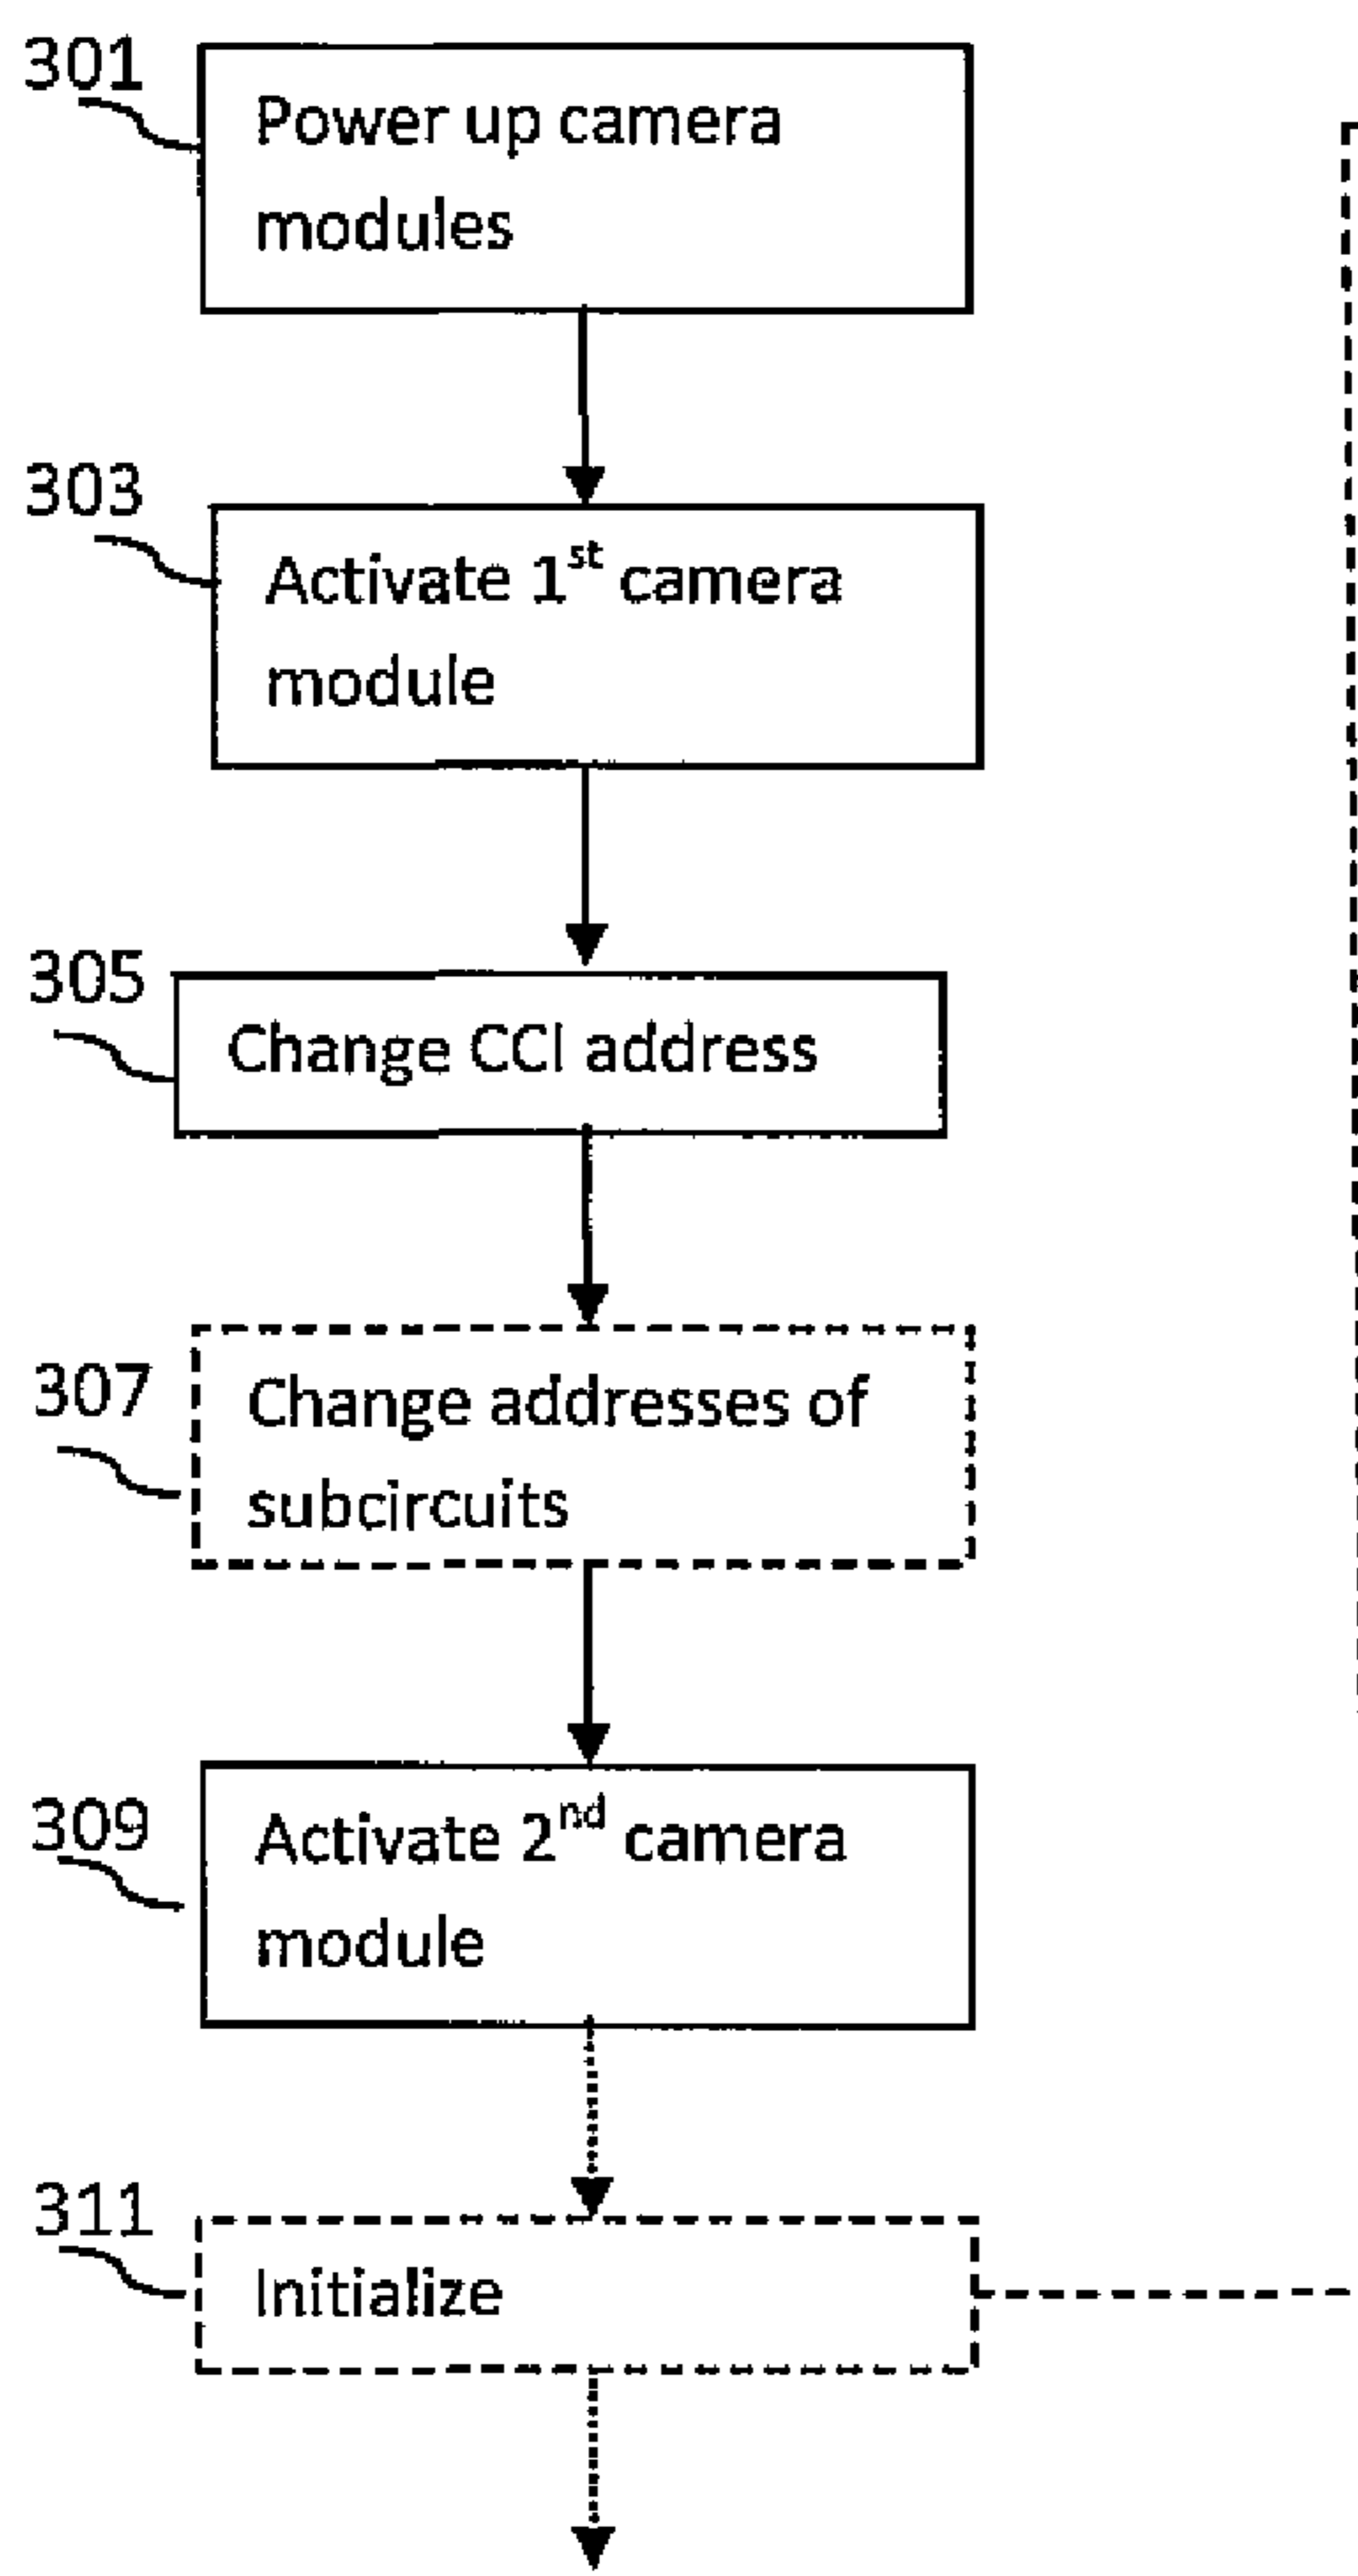 301
Power up camera
modules
303
Activate 1st camera
module
305
Change CCI address
307
Change addresses of
subcircuits
309
Activate 2nd camera
module
311
Initialize